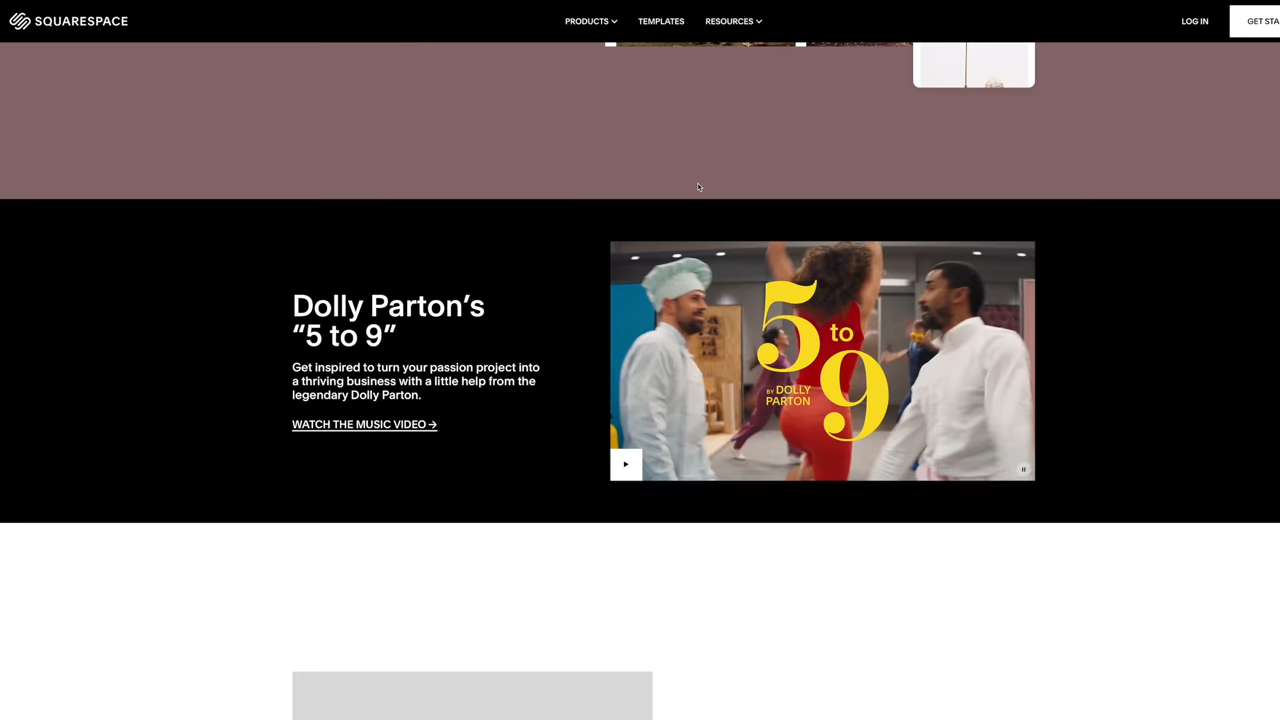 SQUARESPACE
PRODUCTS
TEMPLATES
RESOURCES
LOG IN
GET STA
Dolly Parton’s
“5 to 9”
Get inspired to turn your passion project into
a thriving business with a little help from the
legendary Dolly Parton.
WATCH THE MUSIC VIDEO →
5
to
9
BY DOLLY
PARTON